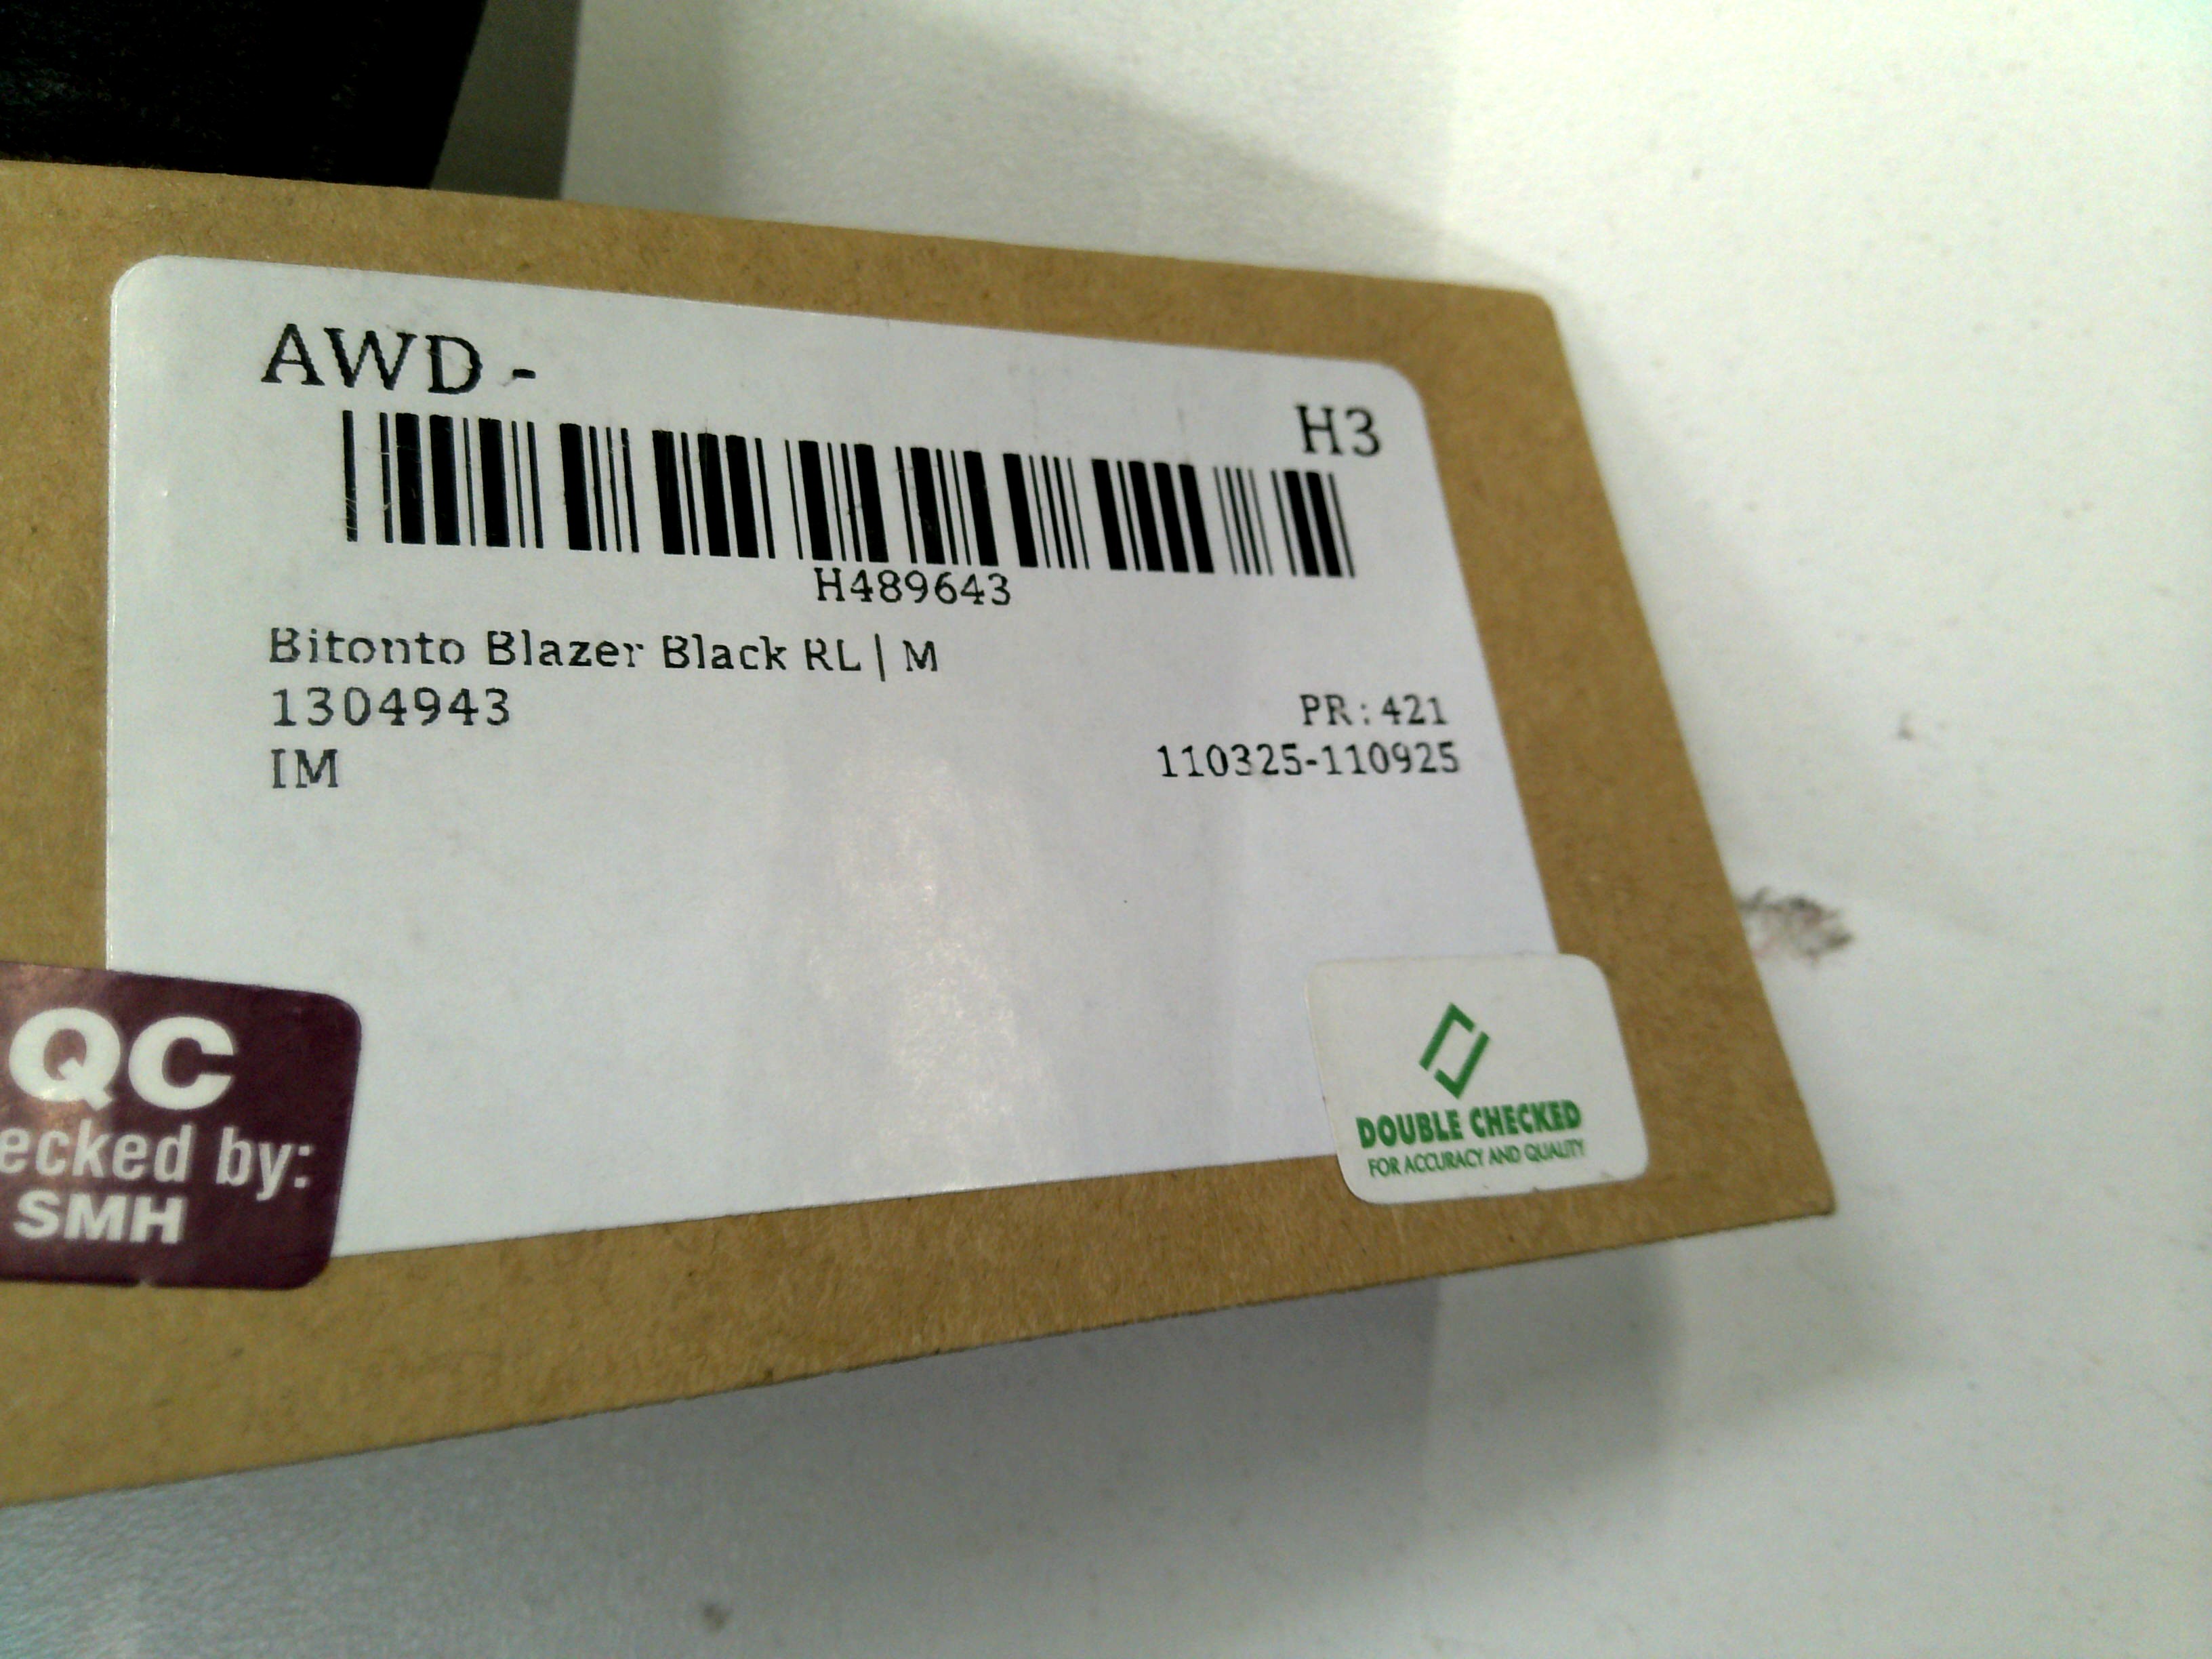 AWD -
H3
H489643
Bitonto Blazer Black RL | M
1304943
PR: 421
IM
110325-110925
QC
ecked by:
SMH
DOUBLE CHECKED
FOR ACCURACY AND QUALITY